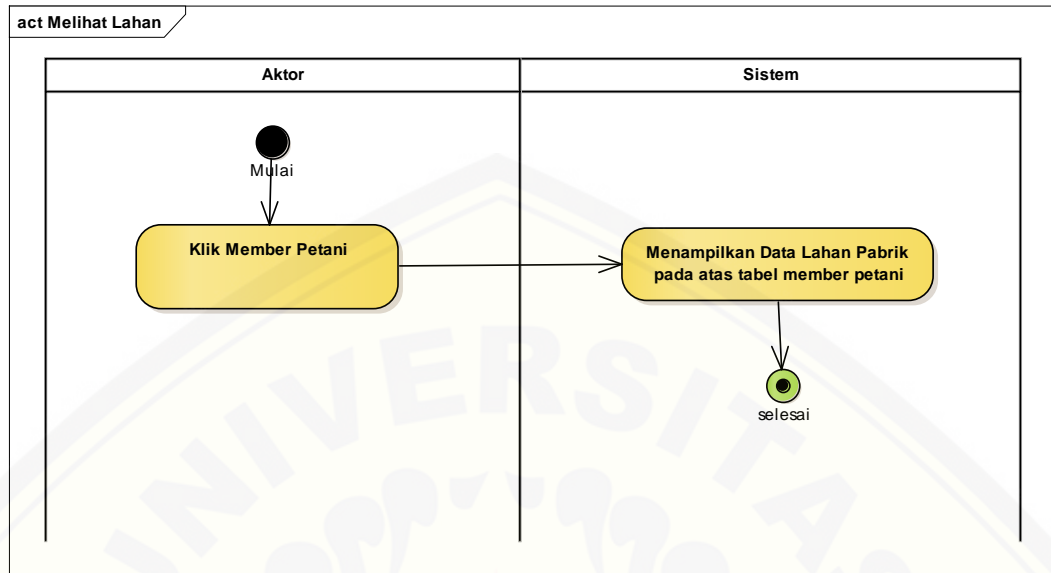 act Melihat Lahan
Aktor
Sistem
Mulai
Klik Member Petani
Menampilkan Data Lahan Pabrik
pada atas tabel member petani
selesai
UNIVERSITA